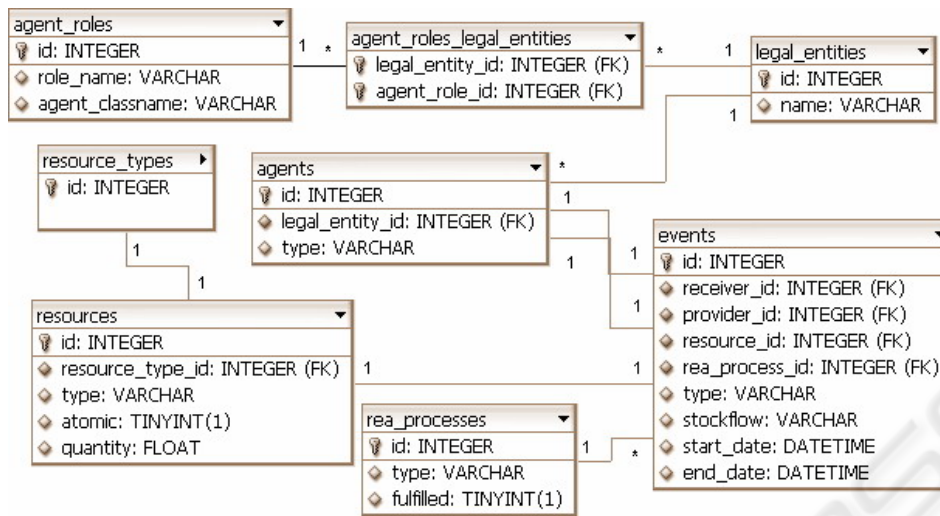 agent_roles
id: INTEGER
role_name: VARCHAR
agent_classname: VARCHAR
1
*
agent_roles_legal_entities
legal_entity_id: INTEGER (FK)
agent_role_id: INTEGER (FK)
*
1
legal_entities
id: INTEGER
name: VARCHAR
1
*
resource_types
id: INTEGER
1
1
agents
id: INTEGER
legal_entity_id: INTEGER (FK)
type: VARCHAR
1
1
1
1
events
id: INTEGER
receiver_id: INTEGER (FK)
provider_id: INTEGER (FK)
resource_id: INTEGER (FK)
rea_process_id: INTEGER (FK)
type: VARCHAR
stockflow: VARCHAR
start_date: DATETIME
end_date: DATETIME
resources
id: INTEGER
resource_type_id: INTEGER (FK)
type: VARCHAR
atomic: TINYINT(1)
quantity: FLOAT
1
1
rea_processes
id: INTEGER
type: VARCHAR
fulfilled: TINYINT(1)
1
*